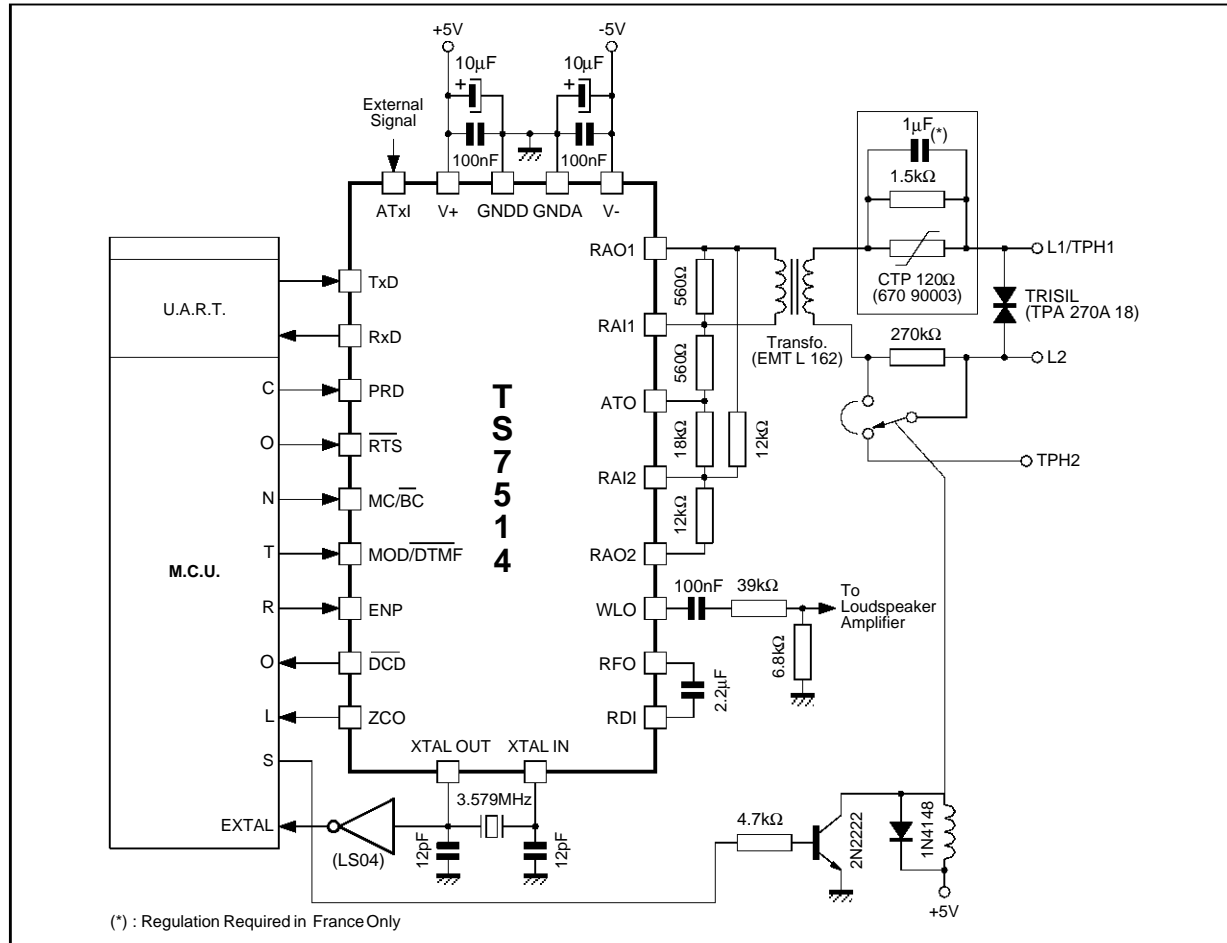 +5V
-5V
10µF
10µF
+
+
External
Signal
100nF
100nF
1µF
(*)
1.5kΩ
CTP 120Ω
(670 90003)
L1/TPH1
TRISIL
(TPA 270A 18)
270kΩ
L2
TPH2
ATxI
V+
GNDD
GNDA
V-
RAO1
560Ω
RAI1
Transfo.
(EMT L 162)
560Ω
ATO
18kΩ
12kΩ
RAI2
12kΩ
RAO2
100nF
39kΩ
To
Loudspeaker
Amplifier
WLO
6.8kΩ
RFO
2.2µF
RDI
TS7514
U.A.R.T.
TxD
RxD
C
PRD
O
RTS
N
MC/BC
T
MOD/DTMF
M.C.U.
R
ENP
O
DCD
L
ZCO
S
XTAL OUT
XTAL IN
3.579MHz
EXTAL
(LS04)
12pF
12pF
4.7kΩ
2N2222
1N4148
+5V
(*) : Regulation Required in France Only